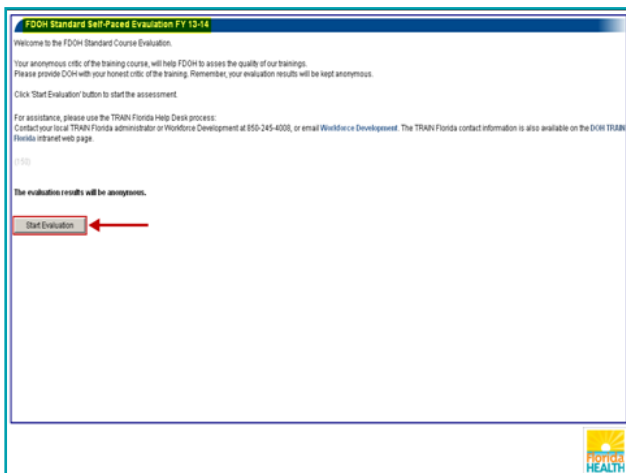 FDOH Standard Self-Paced Evaulation FY 13-14
Welcome to the FDOH Standard Course Evaluation.
Your anonymous critic of the training course, will help FDOH to asses the quality of our trainings.
Please provide DOH with your honest critic of the training. Remember, your evaluation results will be kept anonymous.
Click 'Start Evaluation' button to start the assessment.
For assistance, please use the TRAIN Florida Help Desk process:
Contact your local TRAIN Florida administrator or Workforce Development at 850-245-4008, or email Workforce Development. The TRAIN Florida contact information is also available on the DOH TRAIN
Florida intranet web page.
(150)
The evaluation results will be anonymous.
Start Evaluation
Florida
HEALTH